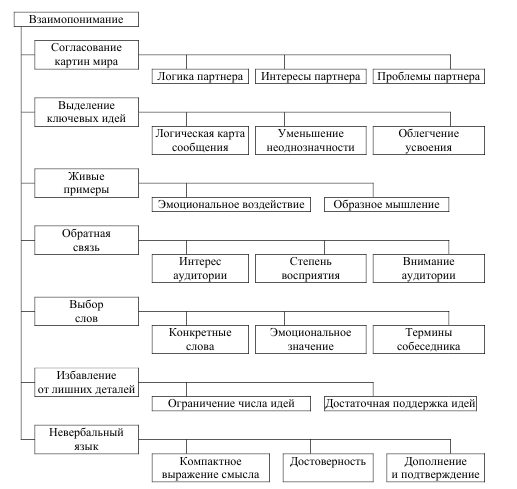 Взаимопонимание
Согласование
картин мира
Логика партнера
Интересы партнера
Проблемы партнера
Выделение
ключевых идей
Логическая карта
сообщения
Уменьшение
неоднозначности
Облегчение
усвоения
Живые
примеры
Эмоциональное воздействие
Образное мышление
Обратная
связь
Интерес
аудитории
Степень
восприятия
Внимание
аудитории
Выбор
слов
Конкретные
слова
Эмоциональное
значение
Термины
собеседника
Избавление
от лишних деталей
Ограничение числа идей
Достаточная поддержка идей
Невербальный
язык
Компактное
выражение смысла
Достоверность
Дополнение
и подтверждение